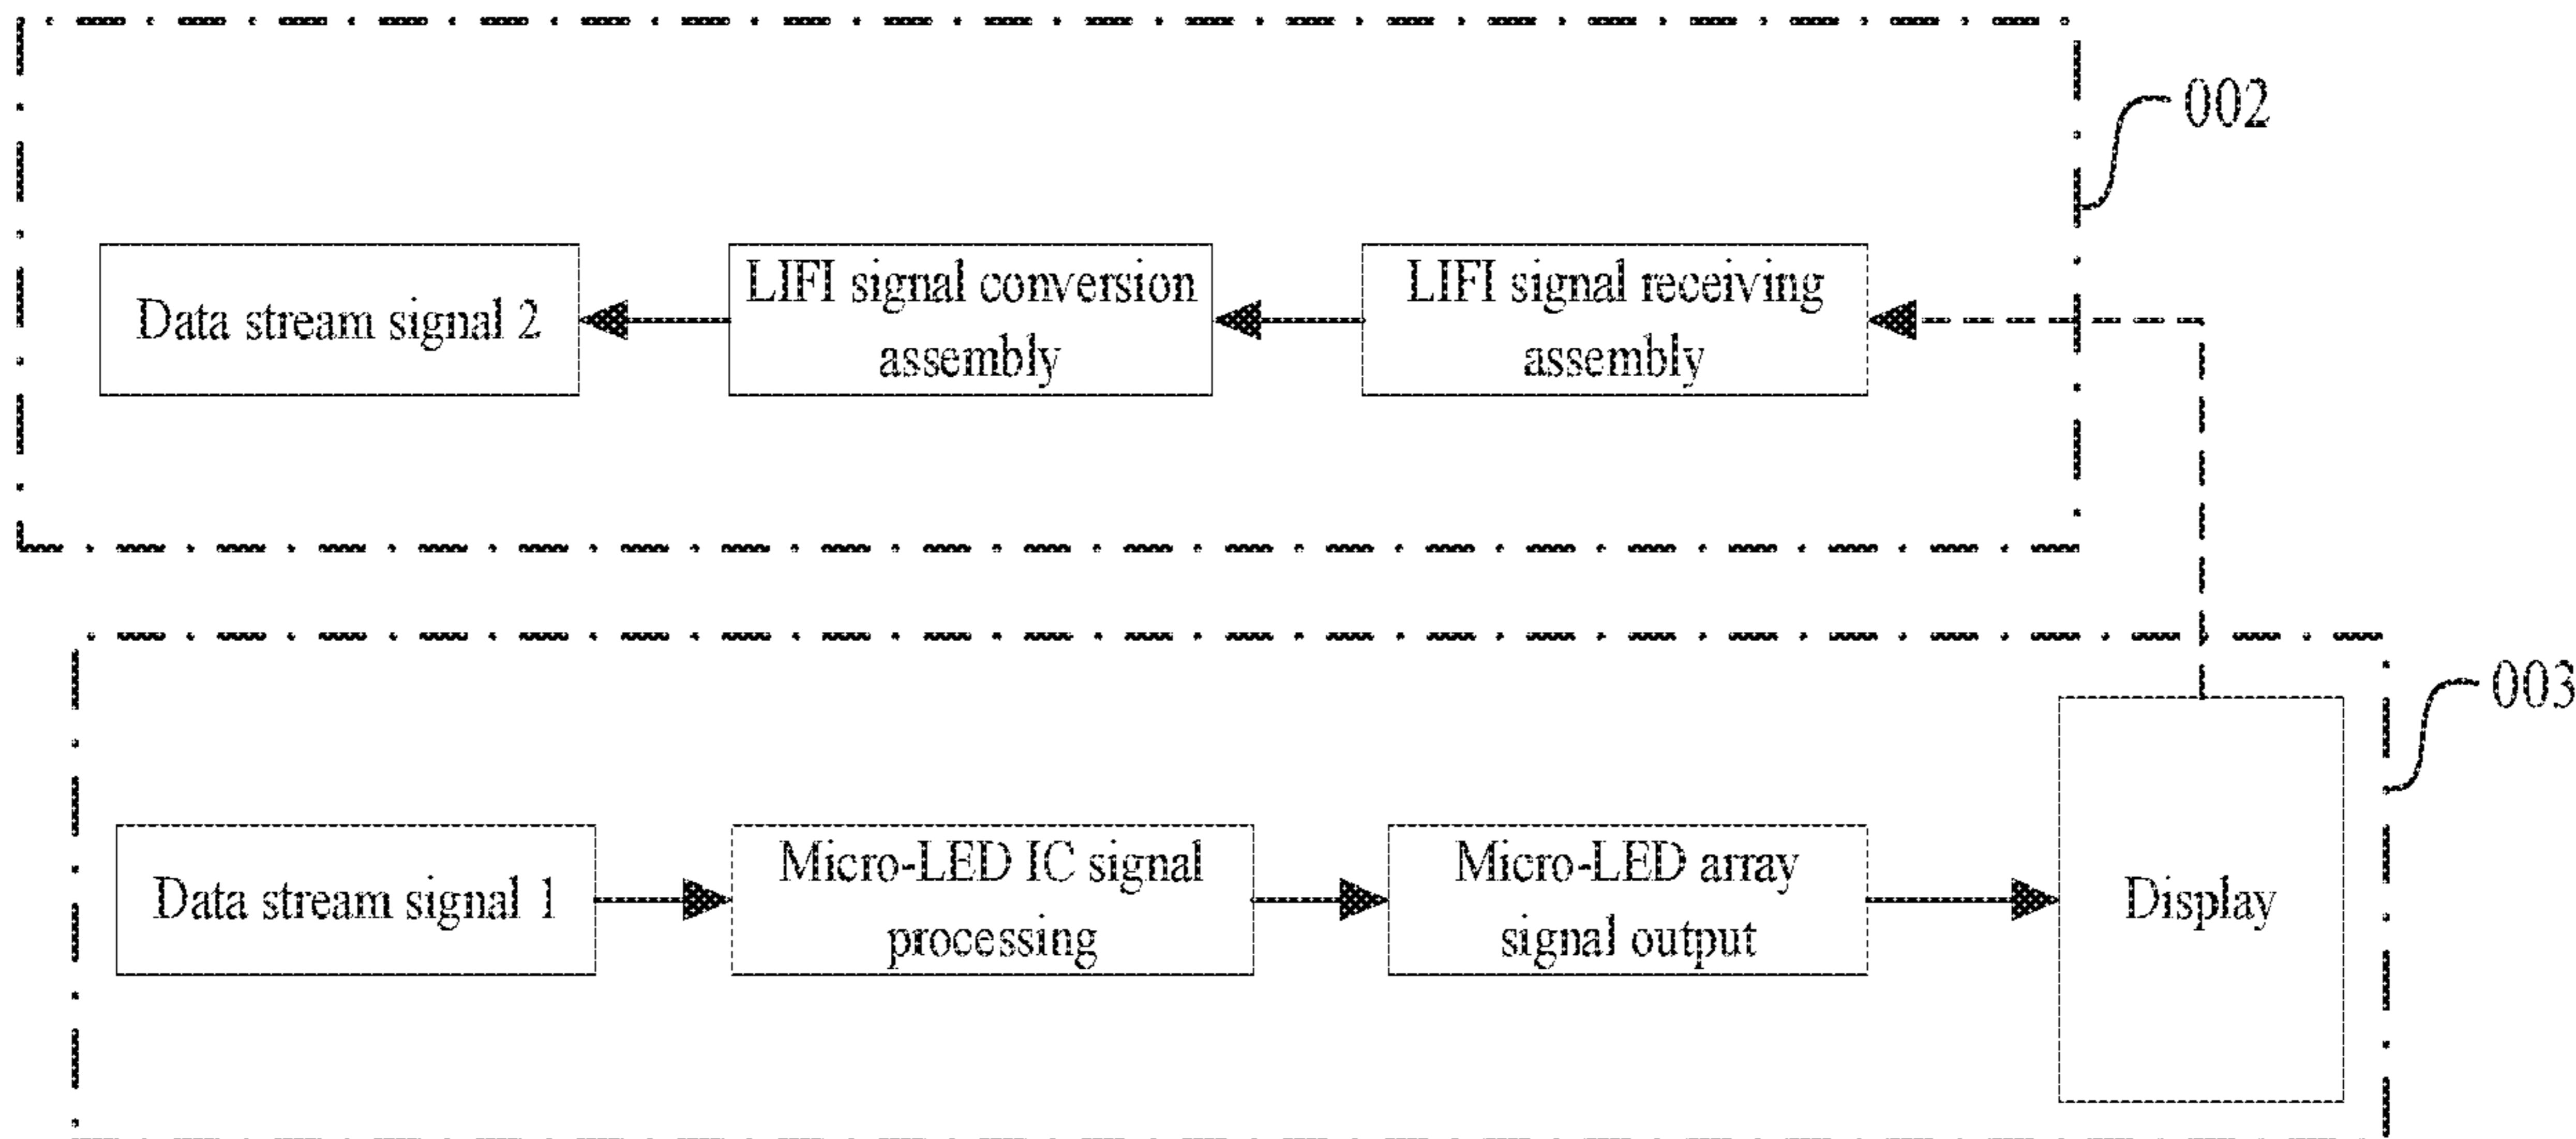 002
Data stream signal 2
LIFI signal conversion
assembly
LIFI signal receiving
assembly
003
Data stream signal 1
Micro-LED IC signal
processing
Micro-LED array
signal output
Display